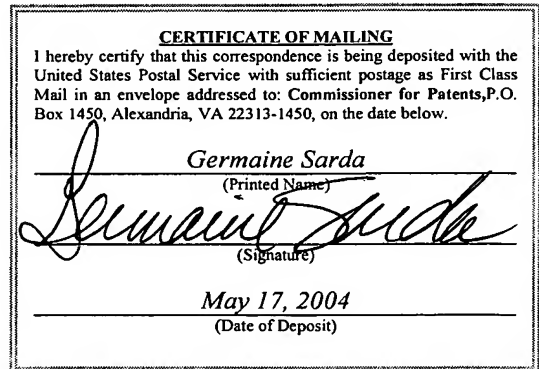 CERTIFICATE OF MAILING
I hereby certify that this correspondence is being deposited with the
United States Postal Service with sufficient postage as First Class
Mail in an envelope addressed to: Commissioner for Patents,P.O.
Box 1450, Alexandria, VA 22313-1450, on the date below.
Germaine Sarda
(Printed Name)
Germaine Sarda
(Signature)
May 17, 2004
(Date of Deposit)